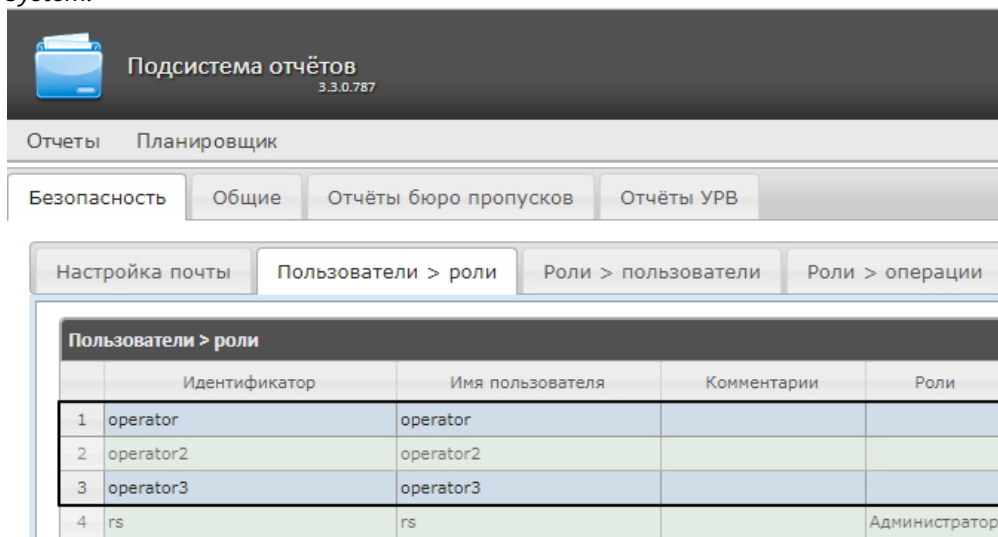 system.
Подсистема отчётов
3.3.0.787
Отчеты Планировщик
Безопасность Общие Отчёты бюро пропусков Отчёты УРВ
Настройка почты Пользователи > роли Роли > пользователи Роли > операции
Пользователи > роли
Идентификатор Имя пользователя Комментарии Роли
1 operator operator
2 operator2 operator2
3 operator3 operator3
4 rs rs Администратор